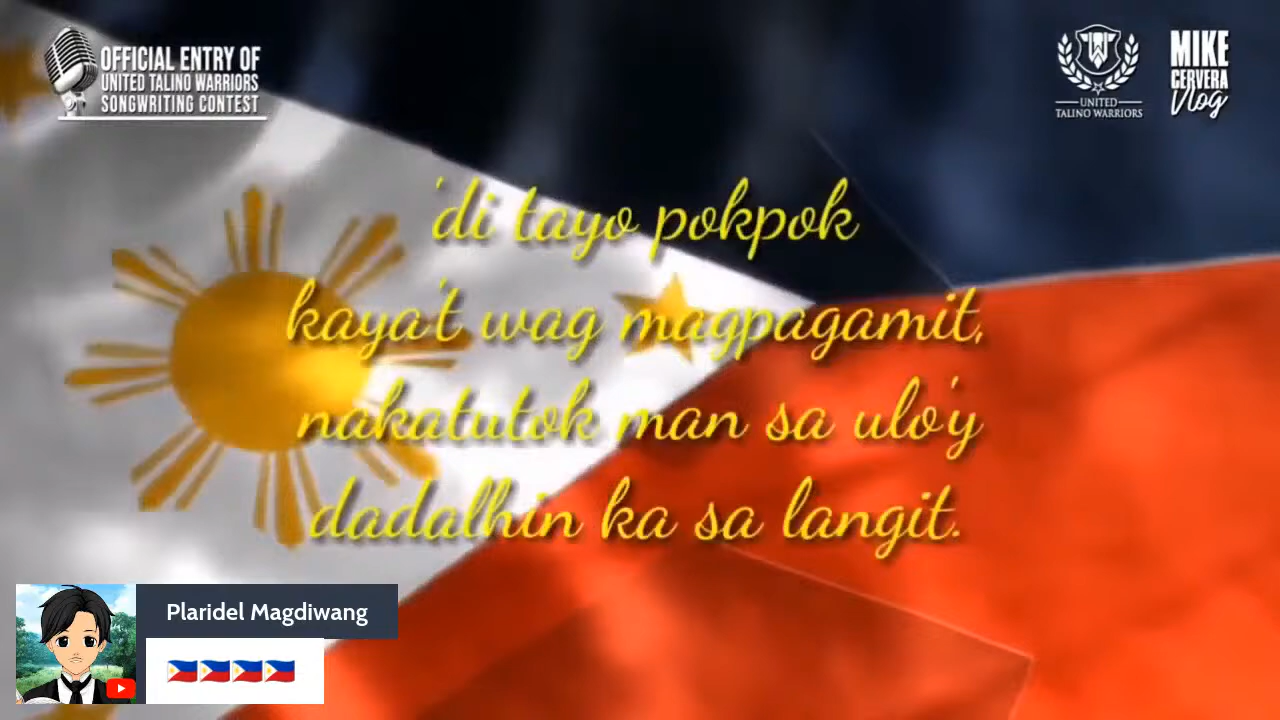 OFFICIAL ENTRY OF
UNITED TALINO WARRIORS
SONGWRITING CONTEST
UNITED
TALINO WARRIORS
MIKE
CERVERA
Vlog
'di tayo pokpok
kaya't wag magpagamit,
nakatutok man sa ulo'y
dadalhin ka sa langit.
Plaridel Magdiwang
🇵🇭🇵🇭🇵🇭🇵🇭